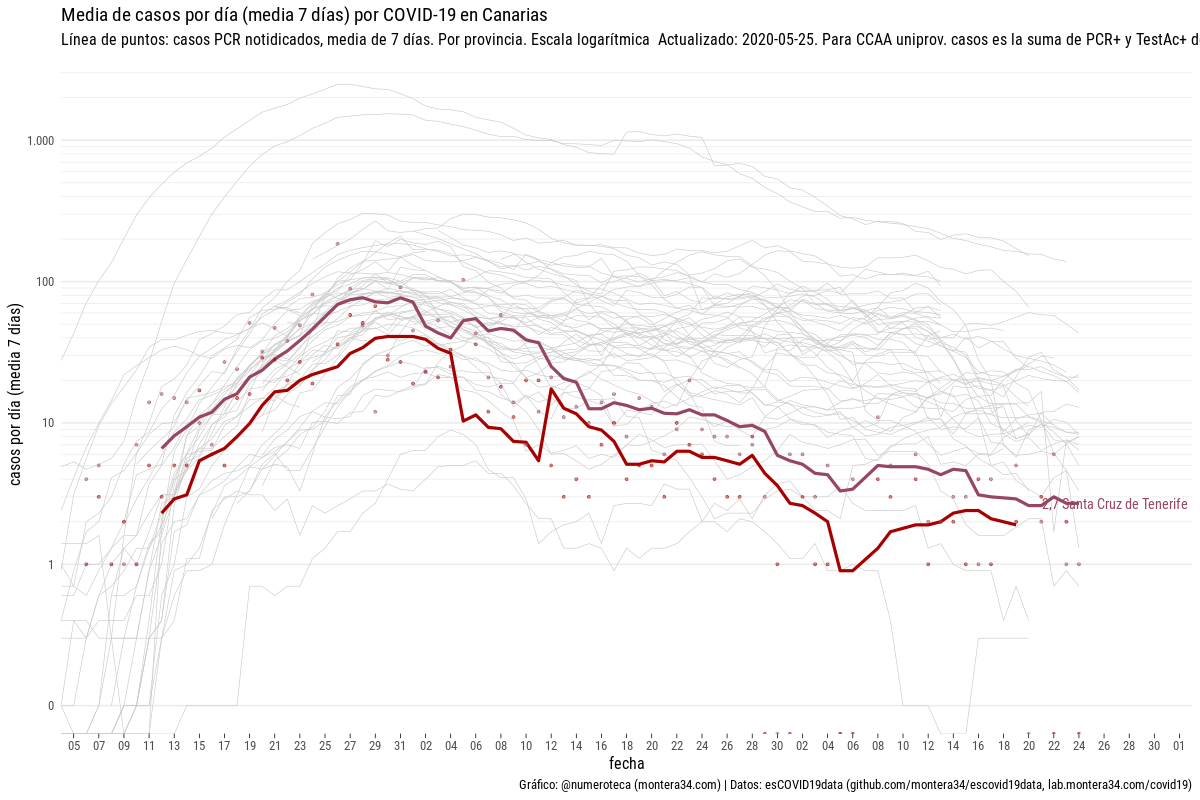 Media de casos por día (media 7 días) por COVID-19 en Canarias
Línea de puntos: casos PCR notidicados, media de 7 días. Por provincia. Escala logarítmica  Actualizado: 2020-05-25. Para CCAA uniprov. casos es la suma de PCR+ y TestAc+ d
casos por día (media 7 días)
1.000
100
10
1
0
2,7 Santa Cruz de Tenerife
05 07 09 11 13 15 17 19 21 23 25 27 29 31 02 04 06 08 10 12 14 16 18 20 22 24 26 28 30 02 04 06 08 10 12 14 16 18 20 22 24 26 28 30 01
fecha
Gráfico: @numeroteca (montera34.com) | Datos: esCOVID19data (github.com/montera34/escovid19data, lab.montera34.com/covid19)